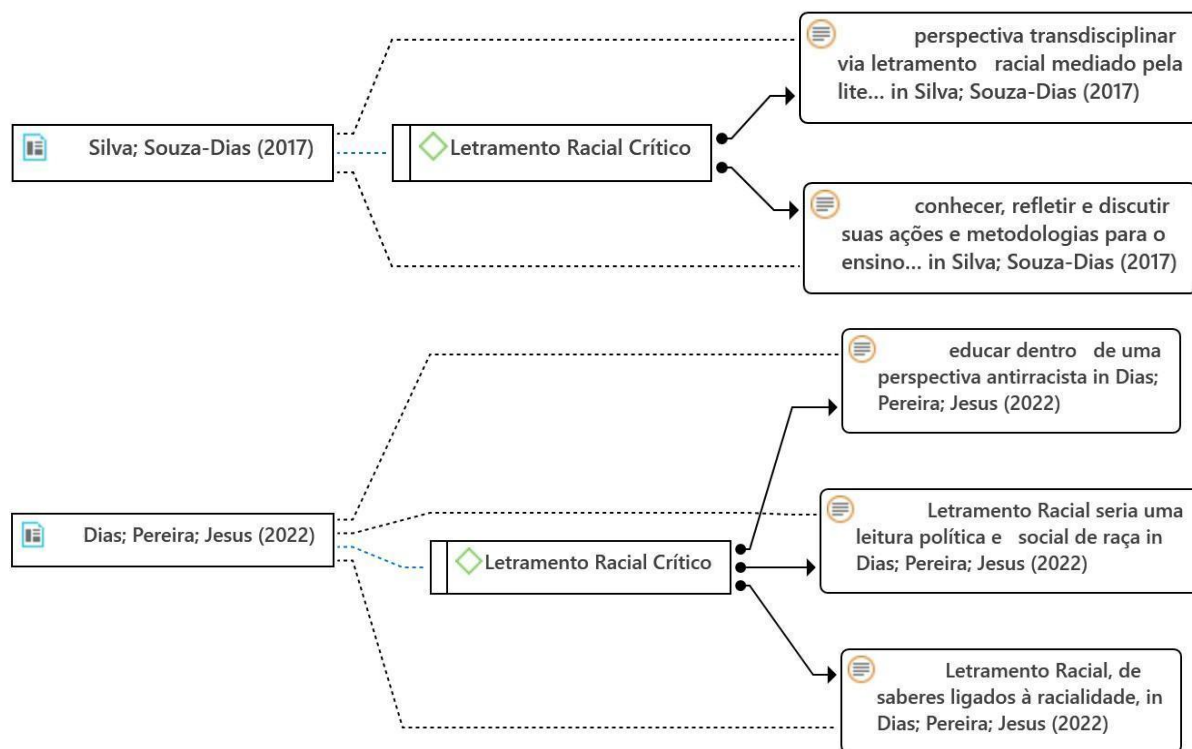 perspectiva transdisciplinar
via letramento racial mediado pela
lite... in Silva; Souza-Dias (2017)
Silva; Souza-Dias (2017)
Letramento Racial Crítico
conhecer, refletir e discutir
suas ações e metodologias para o
ensino... in Silva; Souza-Dias (2017)
educar dentro de uma
perspectiva antirracista in Dias;
Pereira; Jesus (2022)
Dias; Pereira; Jesus (2022)
Letramento Racial Crítico
Letramento Racial seria uma
leitura política e social de raça in
Dias; Pereira; Jesus (2022)
Letramento Racial, de
saberes ligados à racialidade, in
Dias; Pereira; Jesus (2022)